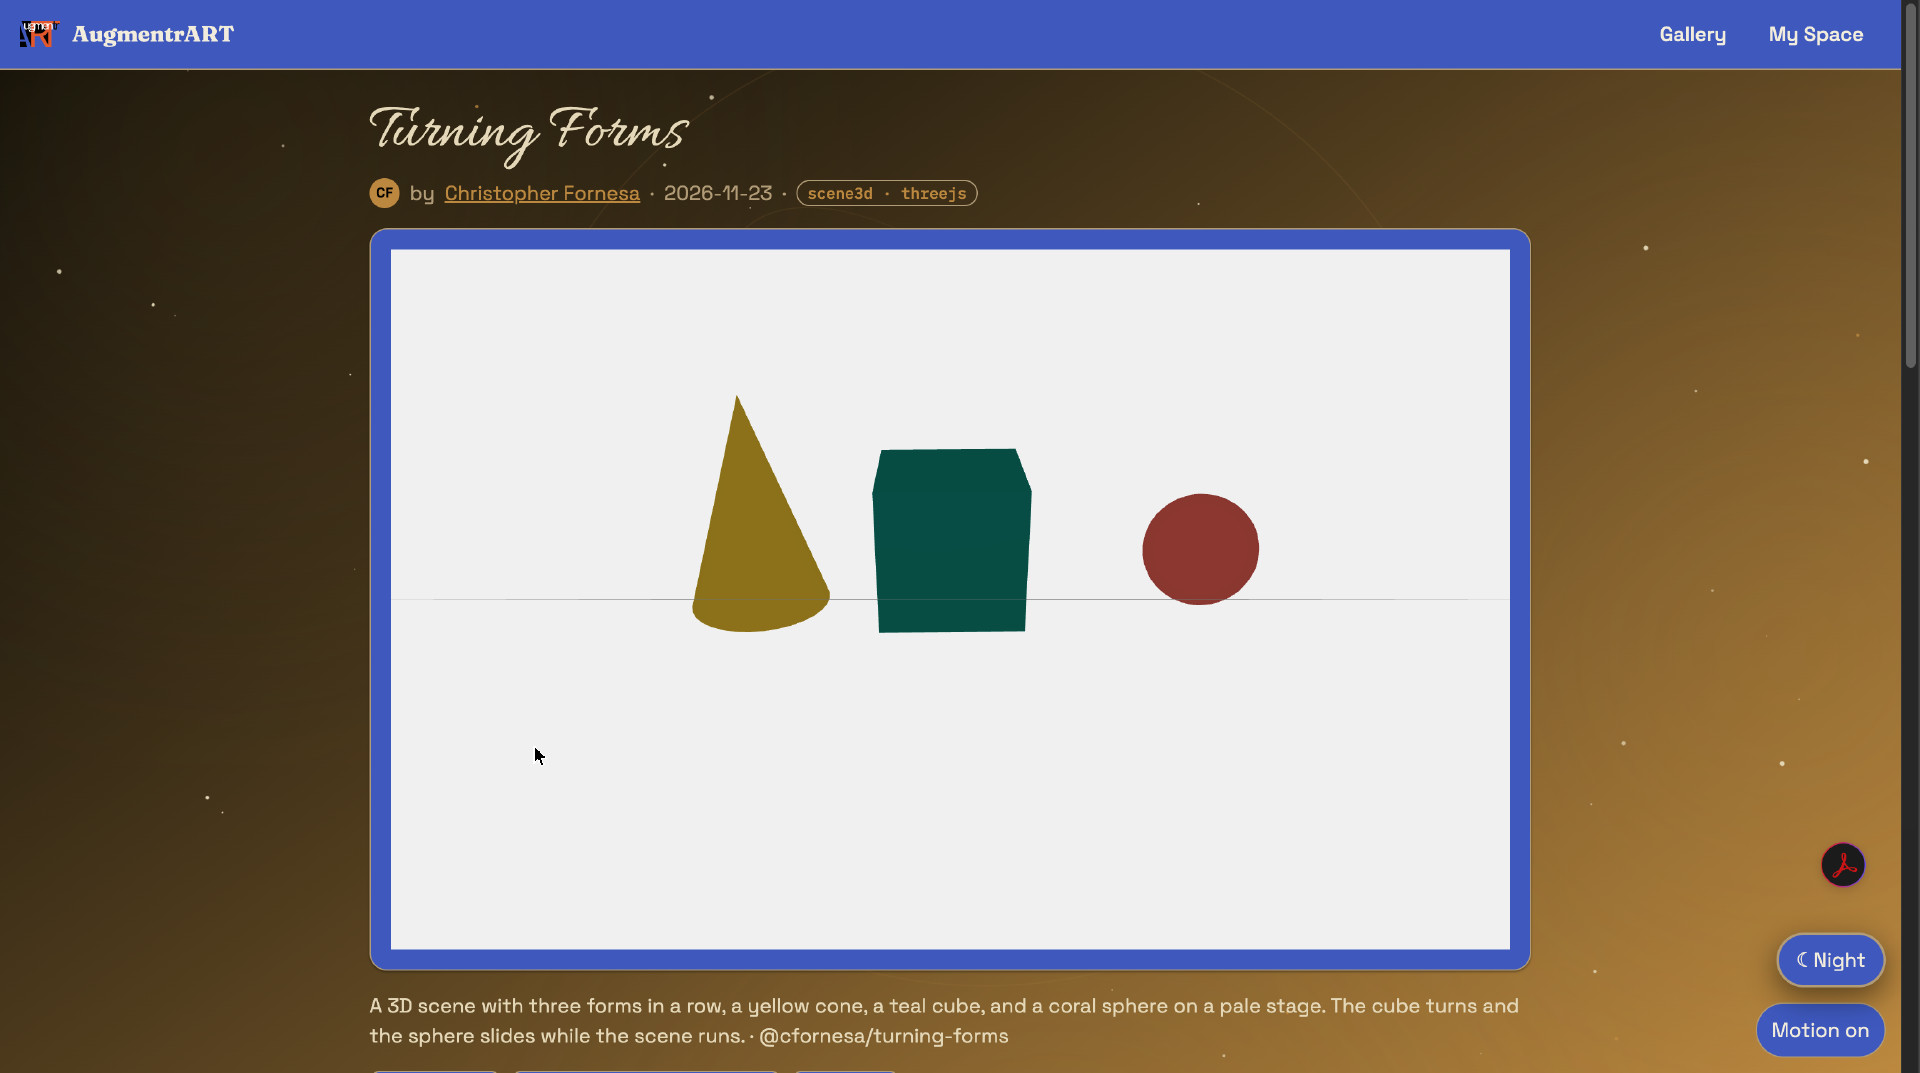 AugmentrART
Gallery
My Space
Turning Forms
CF by Christopher Fornesa · 2026-11-23 · scene3d · threejs
A 3D scene with three forms in a row, a yellow cone, a teal cube, and a coral sphere on a pale stage. The cube turns and
the sphere slides while the scene runs. · @cfornesa/turning-forms
☾ Night
Motion on